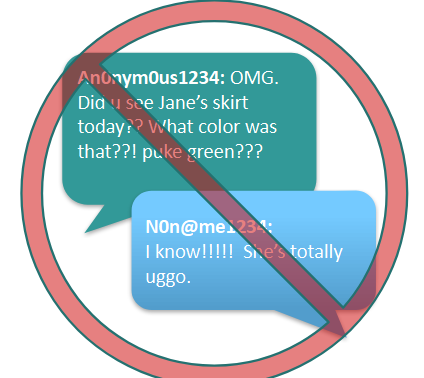 An0nym0us1234: OMG.
Did u see Jane's skirt
today?? What color was
that??! puke green???
N0n@me1234:
I know!!!!!  She's totally
uggo.